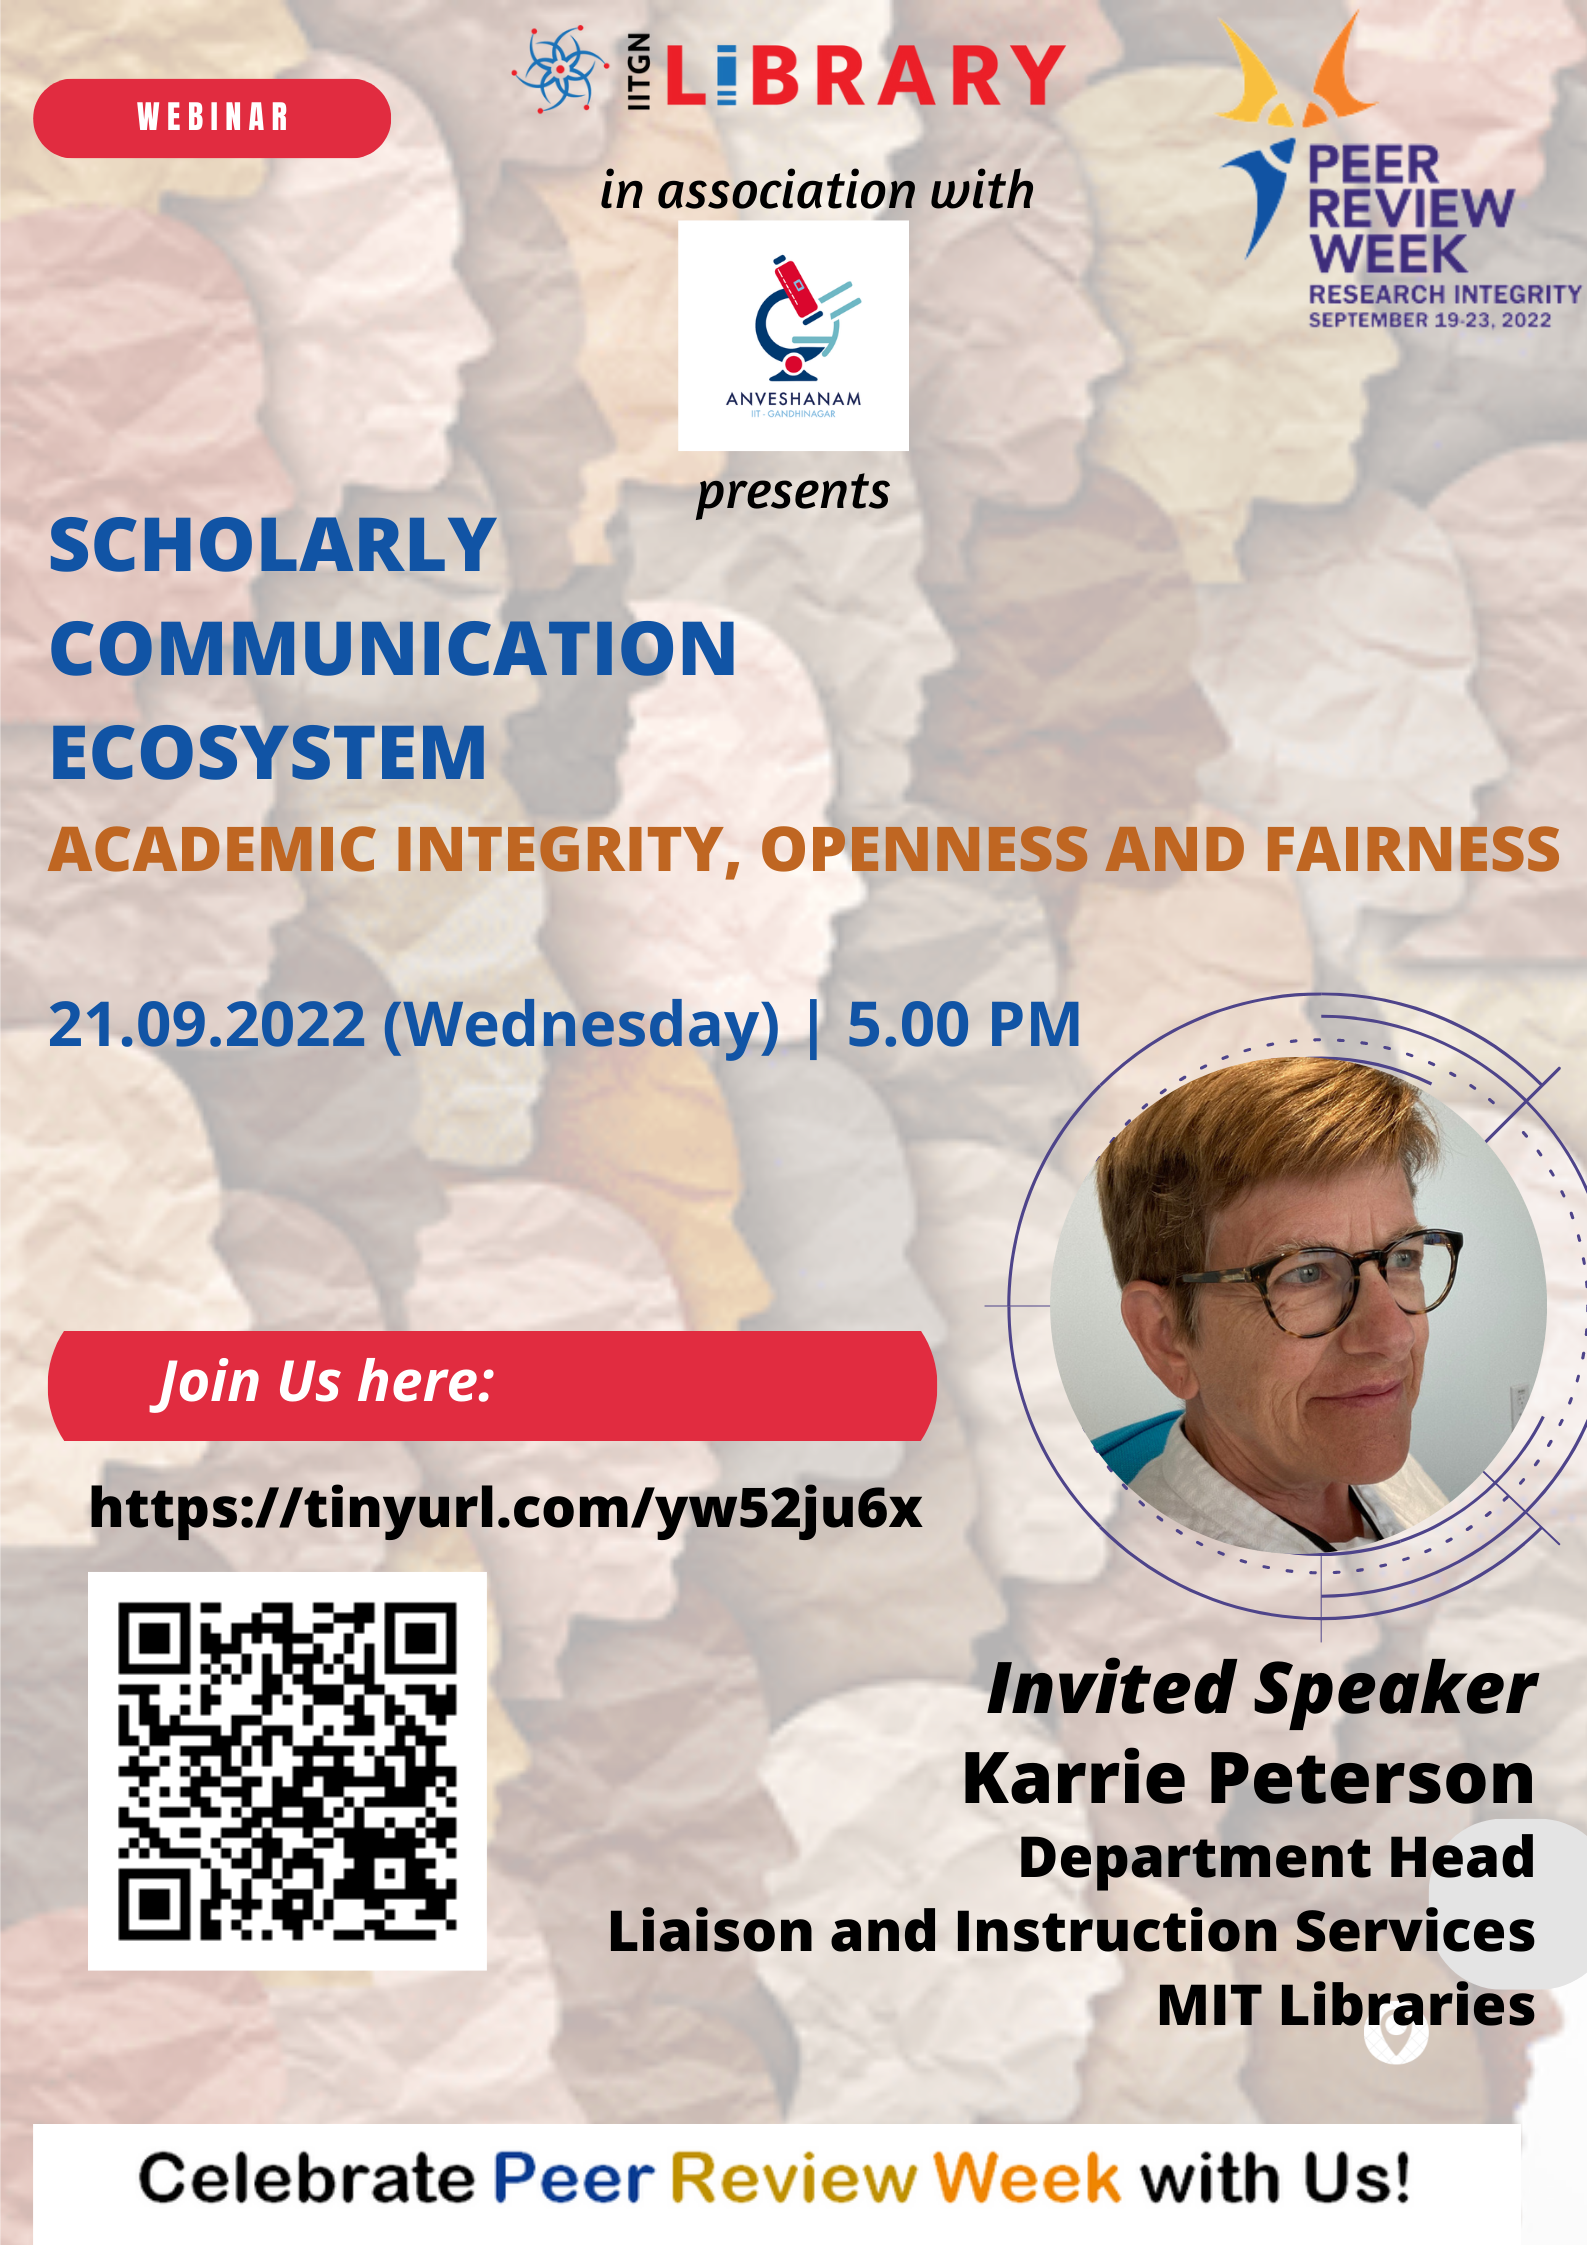 WEBINAR
IITGN LiBRARY
in association with
PEER
REVIEW
WEEK
RESEARCH INTEGRITY
SEPTEMBER 19-23, 2022
ANVESHANAM
IIT - GANDHINAGAR
presents
SCHOLARLY
COMMUNICATION
ECOSYSTEM
ACADEMIC INTEGRITY, OPENNESS AND FAIRNESS
21.09.2022 (Wednesday) | 5.00 PM
Join Us here:
https://tinyurl.com/yw52ju6x
Invited Speaker
Karrie Peterson
Department Head
Liaison and Instruction Services
MIT Libraries
Celebrate Peer Review Week with Us!